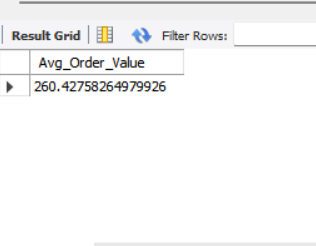 Result Grid Filter Rows:
Avg_Order_Value
260.42758264979926